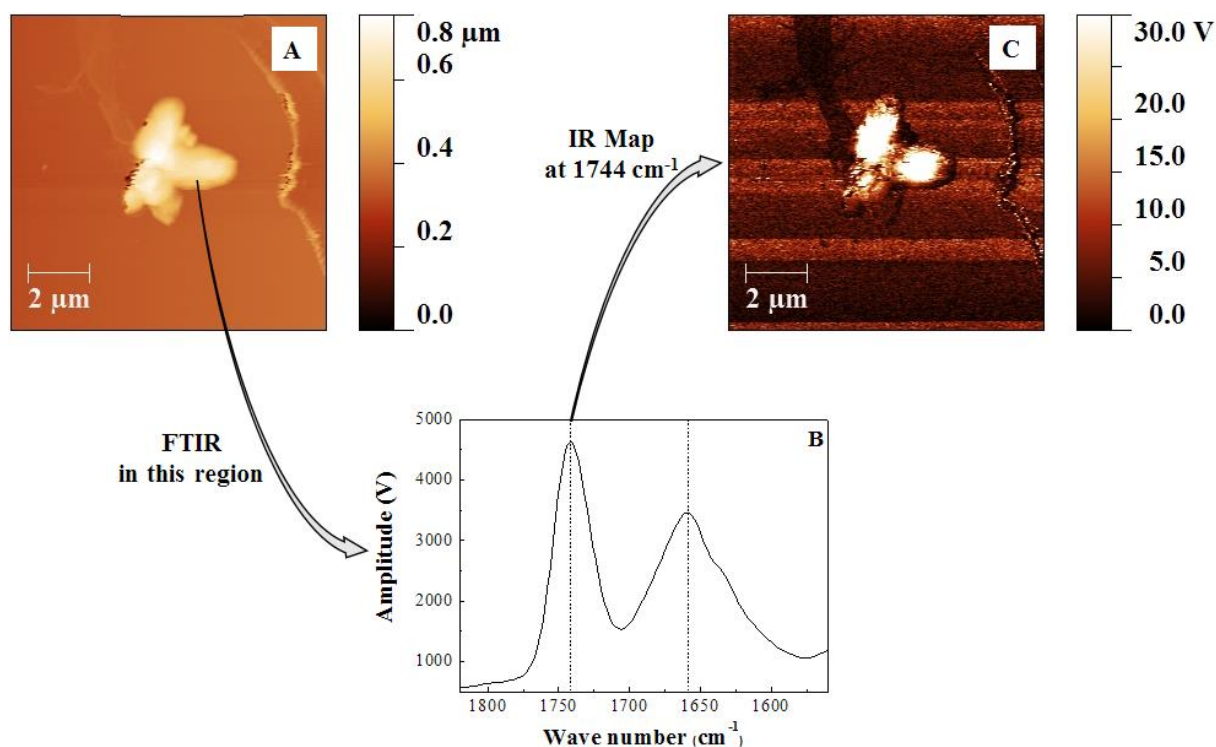 A
0.8 µm
0.6
0.4
0.2
0.0
2 µm
IR Map
at 1744 cm-1
C
30.0 V
20.0
15.0
10.0
5.0
0.0
2 µm
FTIR
in this region
B
Amplitude (V)
5000
4000
3000
2000
1000
1800
1750
1700
1650
1600
Wave number (cm-1)